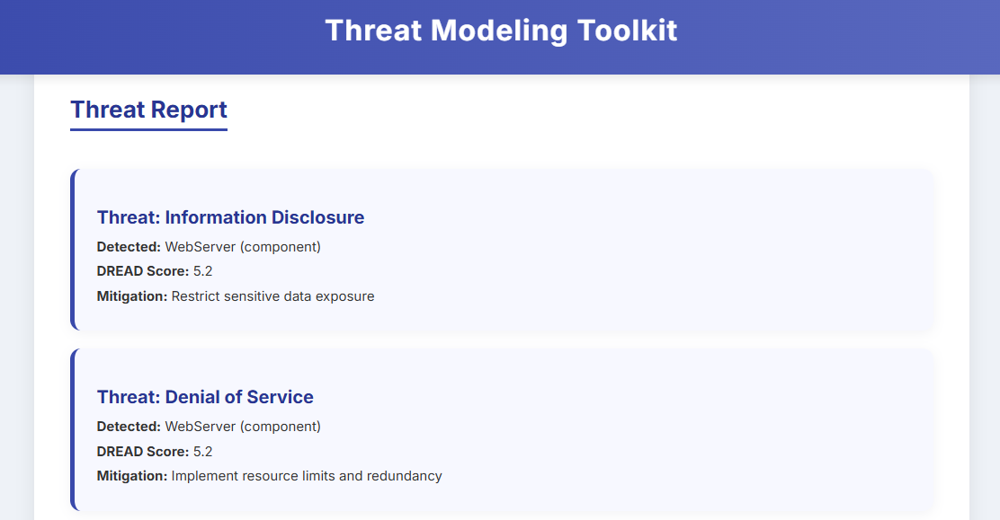 Threat Modeling Toolkit
Threat Report
Threat: Information Disclosure
Detected: WebServer (component)
DREAD Score: 5.2
Mitigation: Restrict sensitive data exposure
Threat: Denial of Service
Detected: WebServer (component)
DREAD Score: 5.2
Mitigation: Implement resource limits and redundancy